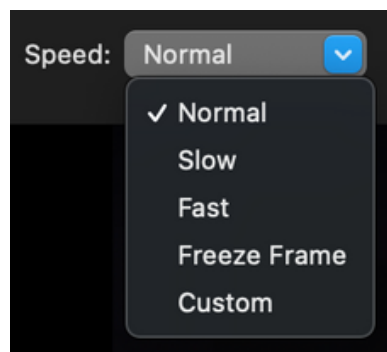 Speed: Normal
✓ Normal
Slow
Fast
Freeze Frame
Custom